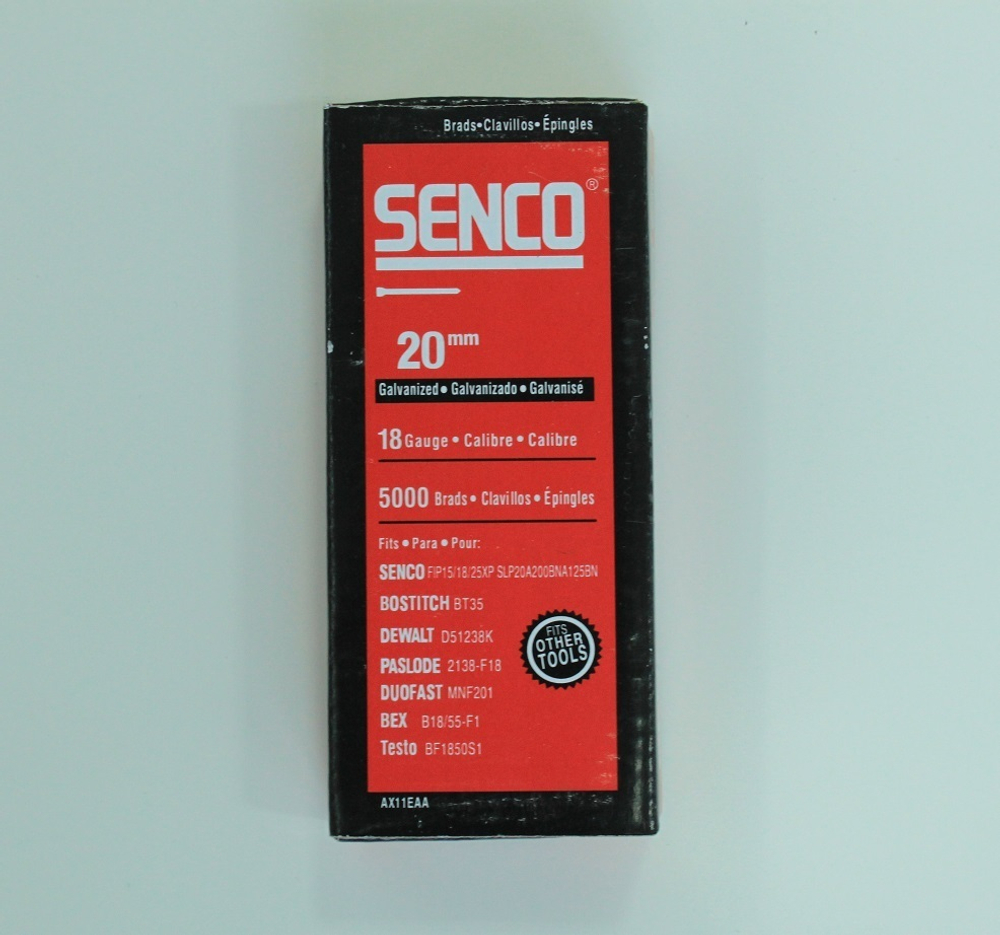 Brads•Clavillos•Épingles
SENCO®
20mm
Galvanized • Galvanizado • Galvanisé
18 Gauge • Calibre • Calibre
5000 Brads • Clavillos • Épingles
Fits • Para • Pour:
SENCO FIP15/18/25XP SLP20A200BNA125BN
BOSTITCH BT35
DEWALT D51238K
PASLODE 2138-F18
DUOFAST MNF201
BEX B18/55-F1
Testo BF1850S1
FITS
OTHER
TOOLS
AX11EAA